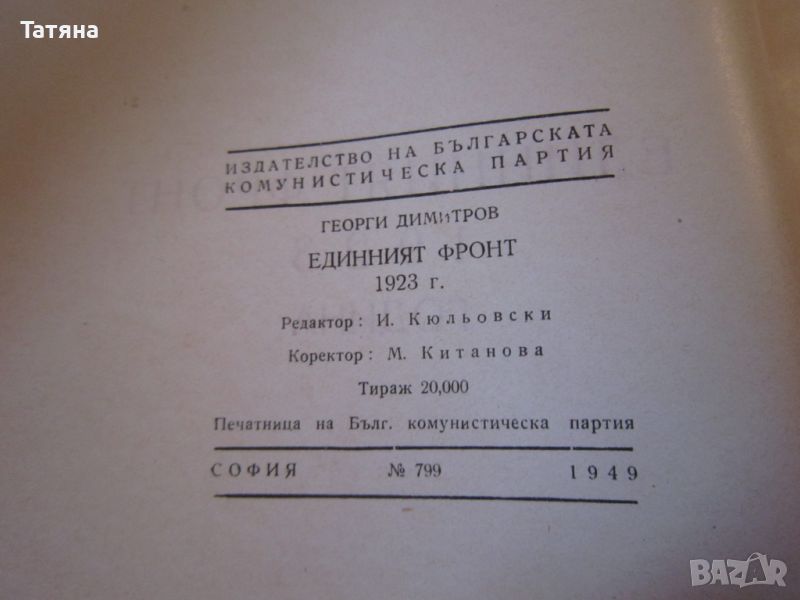 Татяна
ИЗДАТЕЛСТВО НА БЪЛГАРСКАТА
КОМУНИСТИЧЕСКА ПАРТИЯ
ГЕОРГИ ДИМИТРОВ
ЕДИННИЯТ ФРОНТ
1923 г.
Редактор: И. Кюльовски
Коректор: М. Китанова
Тираж 20,000
Печатница на Бълг. комунистическа партия
СОФИЯ № 799 1949
BAZAR